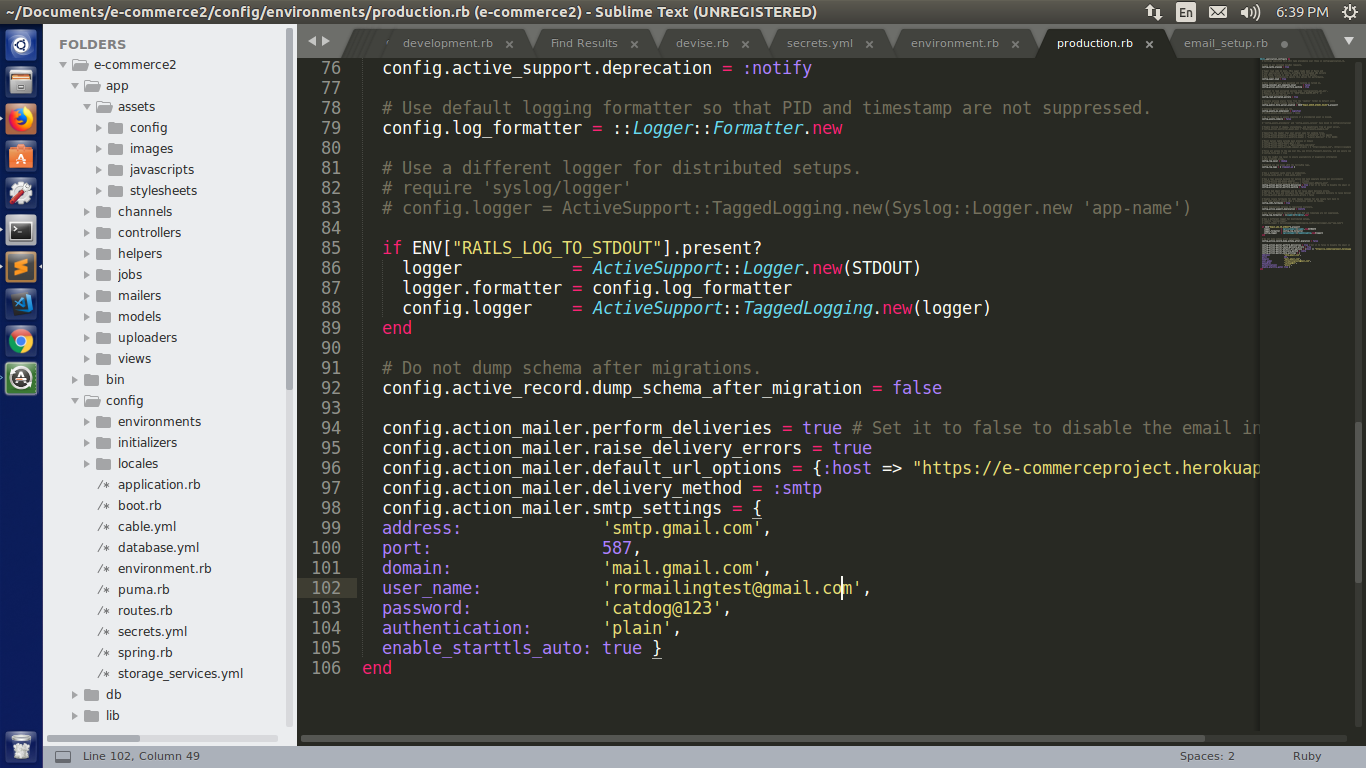 ~/Documents/e-commerce2/config/environments/production.rb (e-commerce2) - Sublime Text (UNREGISTERED)
En
6:39 PM
FOLDERS
e-commerce2
app
assets
config
images
javascripts
stylesheets
channels
controllers
helpers
jobs
mailers
models
uploaders
views
bin
config
environments
initializers
locales
/* application.rb
/* boot.rb
/* cable.yml
/* database.yml
/* environment.rb
/* puma.rb
/* routes.rb
/* secrets.yml
/* spring.rb
/* storage_services.yml
db
lib
development.rb × Find Results × devise.rb × secrets.yml × environment.rb × production.rb × email_setup.rb
76 config.active_support.deprecation = :notify
77
78 # Use default logging formatter so that PID and timestamp are not suppressed.
79 config.log_formatter = ::Logger::Formatter.new
80
81 # Use a different logger for distributed setups.
82 # require 'syslog/logger'
83 # config.logger = ActiveSupport::TaggedLogging.new(Syslog::Logger.new 'app-name')
84
85 if ENV["RAILS_LOG_TO_STDOUT"].present?
86 logger = ActiveSupport::Logger.new(STDOUT)
87 logger.formatter = config.log_formatter
88 config.logger = ActiveSupport::TaggedLogging.new(logger)
89 end
90
91 # Do not dump schema after migrations.
92 config.active_record.dump_schema_after_migration = false
93
94 config.action_mailer.perform_deliveries = true # Set it to false to disable the email in
95 config.action_mailer.raise_delivery_errors = true
96 config.action_mailer.default_url_options = {:host => "https://e-commerceproject.herokuap
97 config.action_mailer.delivery_method = :smtp
98 config.action_mailer.smtp_settings = {
99 address: 'smtp.gmail.com',
100 port: 587,
101 domain: 'mail.gmail.com',
102 user_name: 'rormailingtest@gmail.com',
103 password: 'catdog@123',
104 authentication: 'plain',
105 enable_starttls_auto: true }
106 end
Line 102, Column 49
Spaces: 2
Ruby